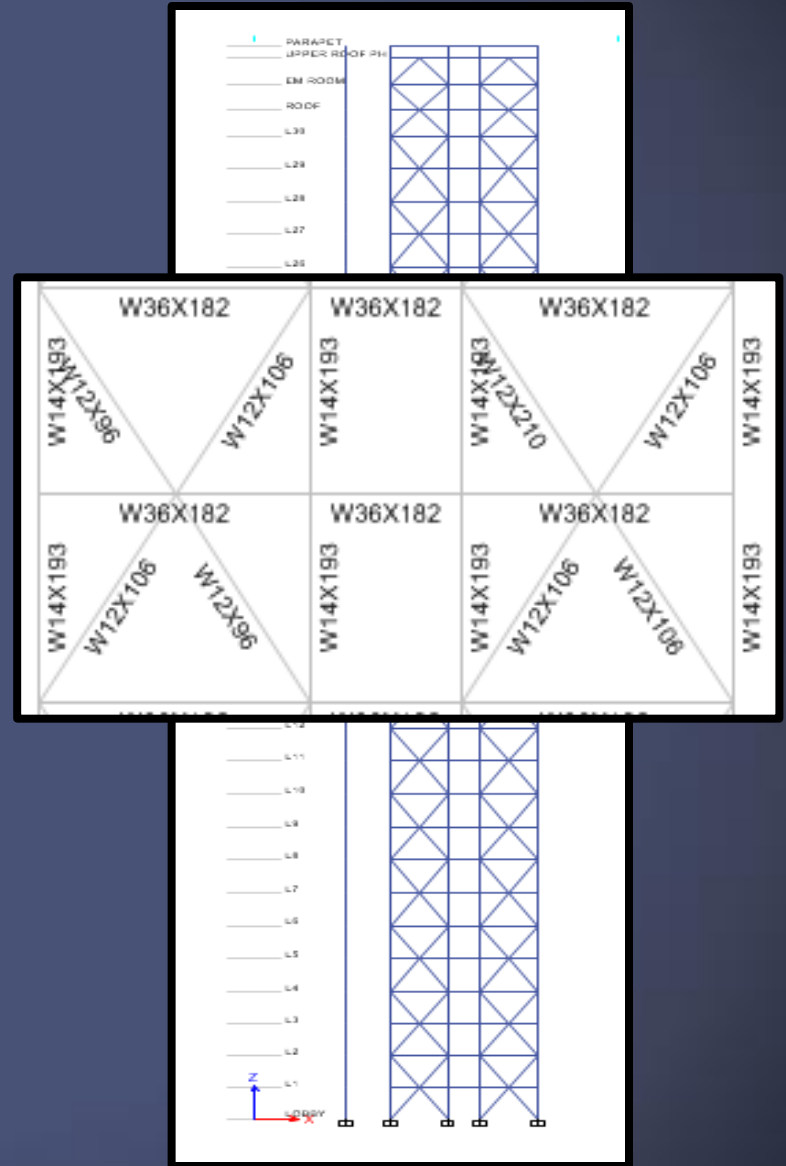 PARAPET
UPPER ROOF PH
EM ROOM
ROOF
L30
L29
L28
L27
L26
W36X182 W36X182 W36X182
W14X193 W12X96 W12X106 W14X193 W14X193 W12X210 W12X106 W14X193
W36X182 W36X182 W36X182
W14X193 W12X106 W12X96 W14X193 W14X193 W12X106 W12X106 W14X193
L11
L10
L9
L8
L7
L6
L5
L4
L3
L2
L1
LOBBY
Z
X